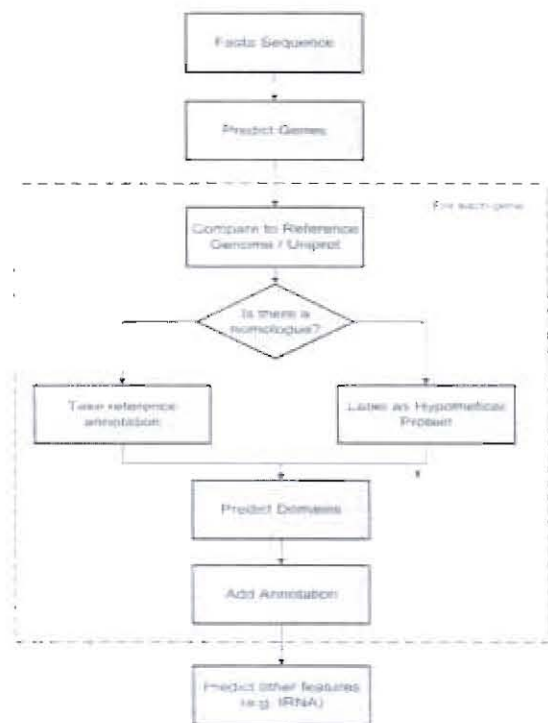 Fasta Sequence
Predict Genes
For each gene
Compare to Reference
Genome / Uniprot
Is there a
homologue?
Take reference
annotation
Label as Hypothetical
Protein
Predict Domains
Add Annotation
Predict other features
(e.g. tRNA)